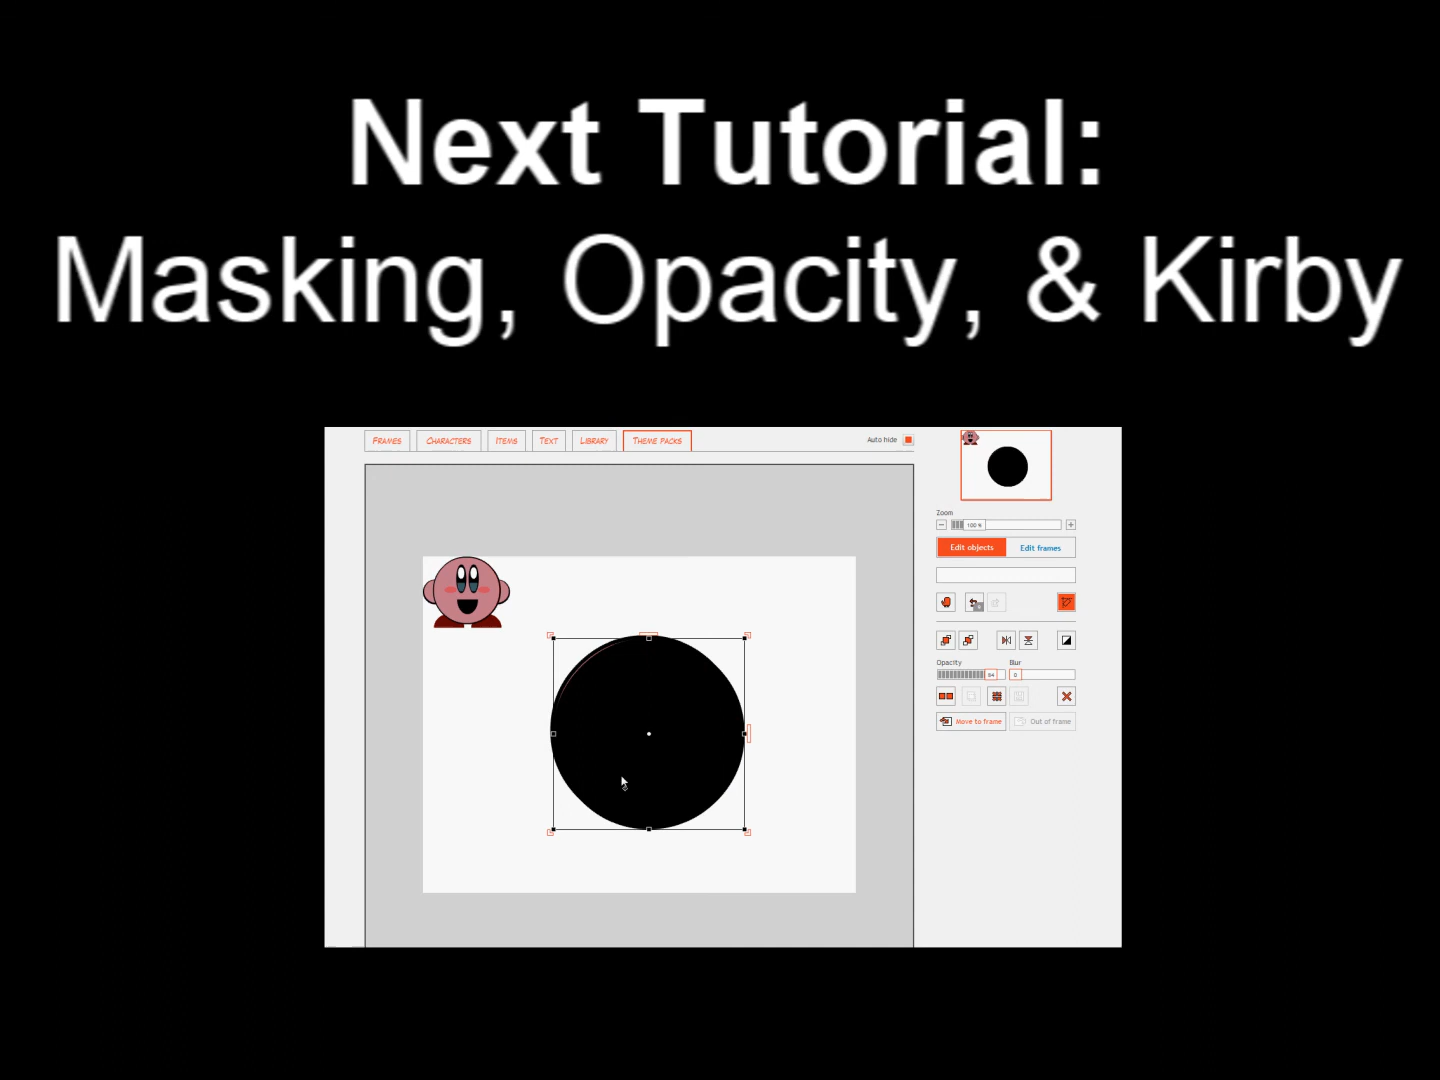 Next Tutorial:
Masking, Opacity, & Kirby
FRAMES CHARACTERS ITEMS TEXT LIBRARY THEME PACKS Auto hide
Zoom
100 %
Edit objects Edit frames
Opacity Blur
94 0
Move to frame Out of frame